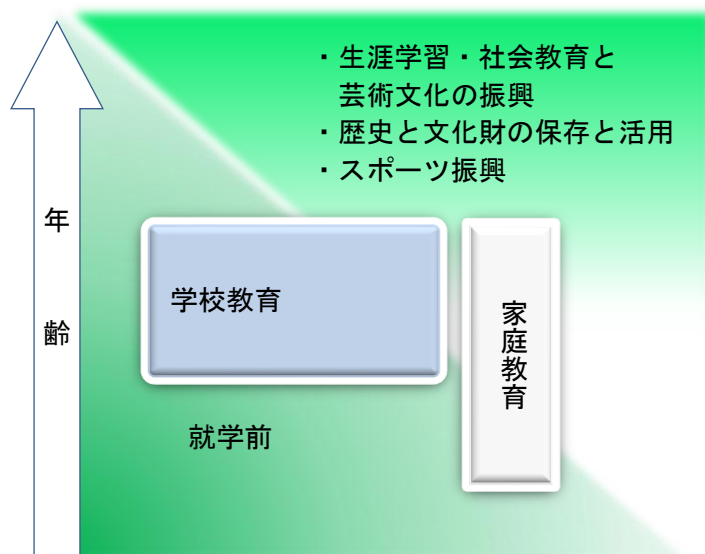 ・生涯学習・社会教育と
芸術文化の振興
・歴史と文化財の保存と活用
・スポーツ振興
年齢
学校教育
家庭教育
就学前